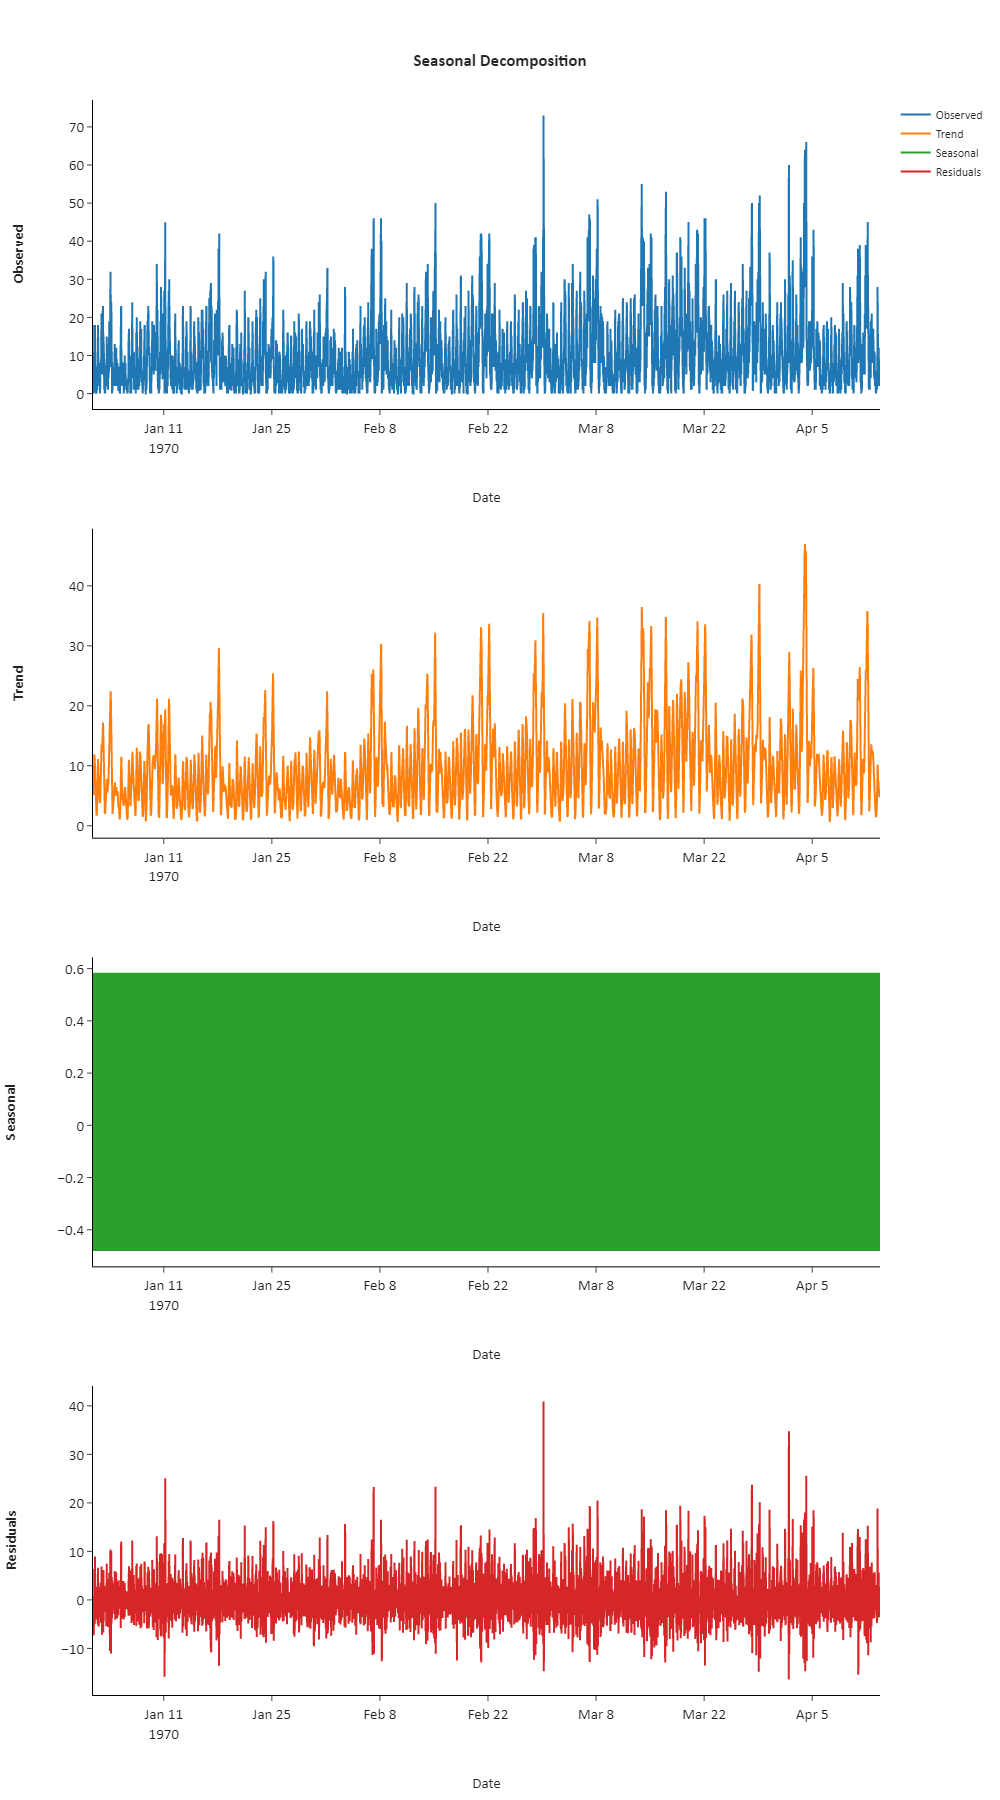 Seasonal Decomposition
Observed
Trend
Seasonal
Residuals
Observed
70
60
50
40
30
20
10
0
Jan 11
1970
Jan 25
Feb 8
Feb 22
Mar 8
Mar 22
Apr 5
Date
Trend
40
30
20
10
0
Jan 11
1970
Jan 25
Feb 8
Feb 22
Mar 8
Mar 22
Apr 5
Date
Seasonal
0.6
0.4
0.2
0
−0.2
−0.4
Jan 11
1970
Jan 25
Feb 8
Feb 22
Mar 8
Mar 22
Apr 5
Date
Residuals
40
30
20
10
0
−10
Jan 11
1970
Jan 25
Feb 8
Feb 22
Mar 8
Mar 22
Apr 5
Date